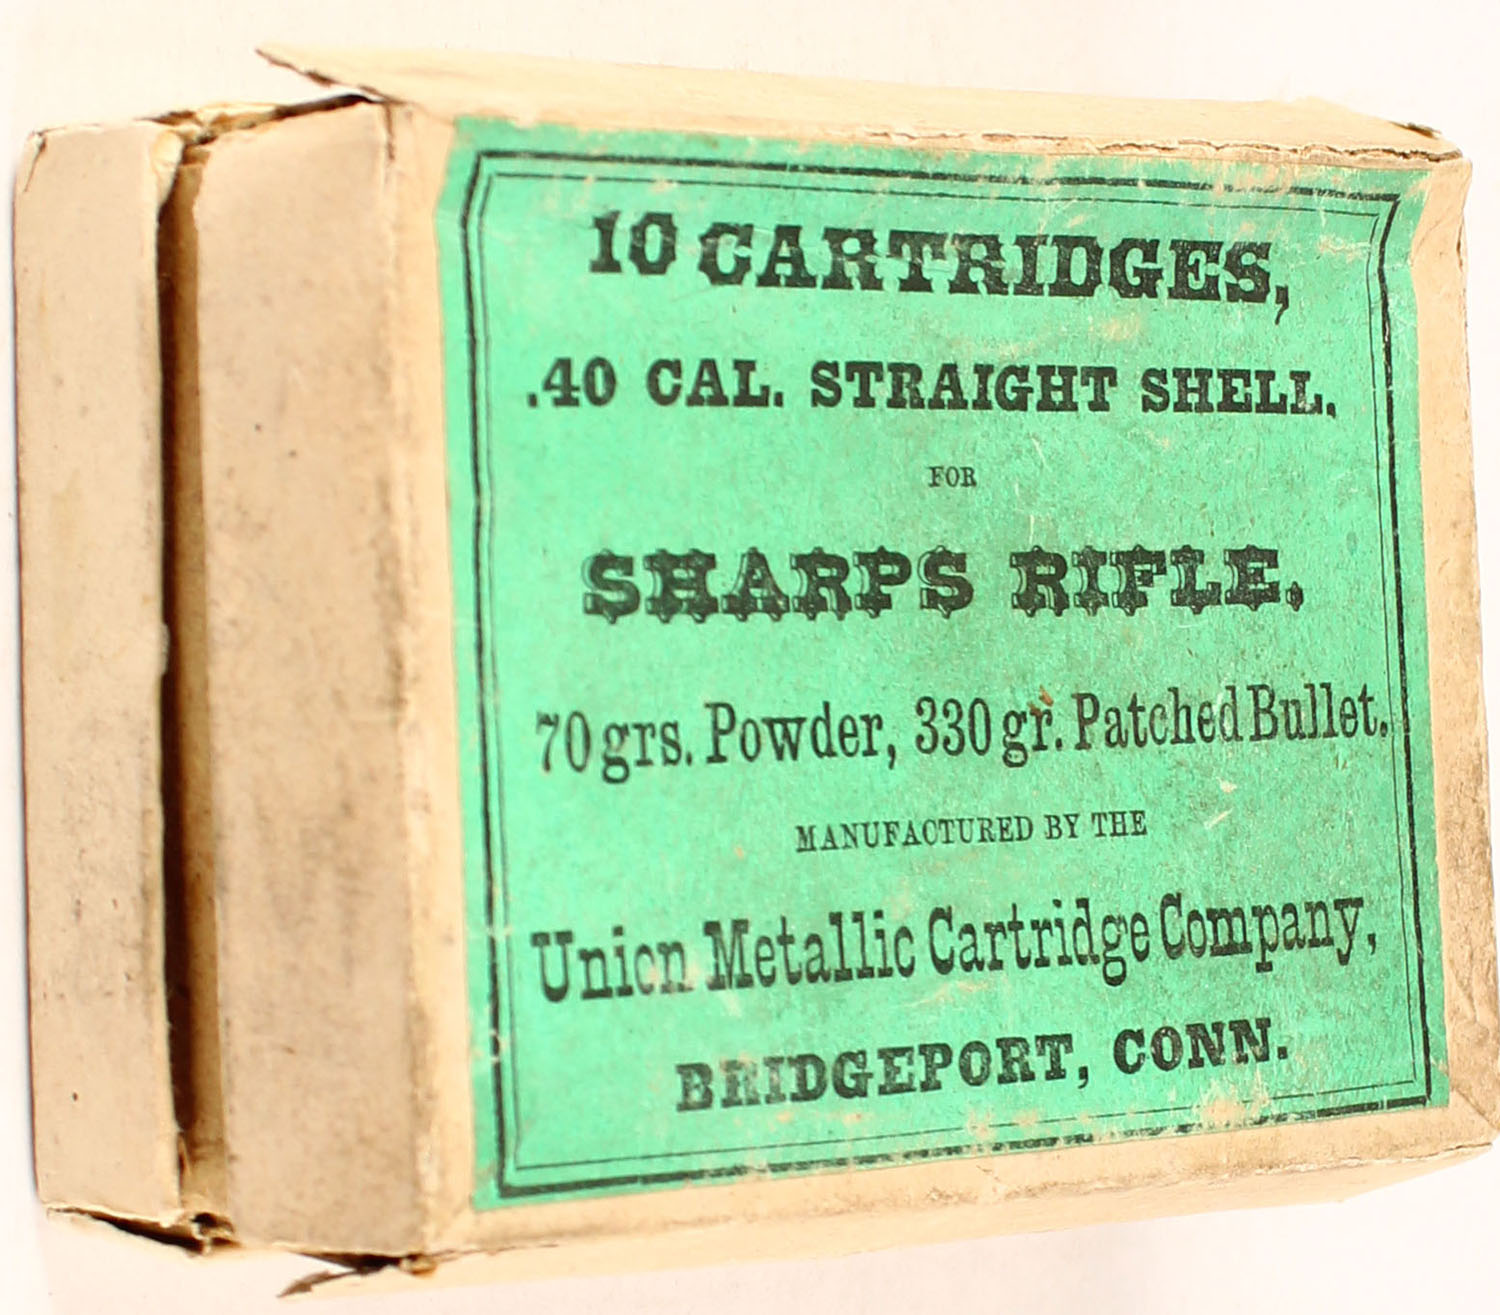 10 CARTRIDGES,
.40 CAL. STRAIGHT SHELL.
FOR
SHARPS RIFLE.
70 grs. Powder, 330 gr. Patched Bullet.
MANUFACTURED BY THE
Union Metallic Cartridge Company,
BRIDGEPORT, CONN.